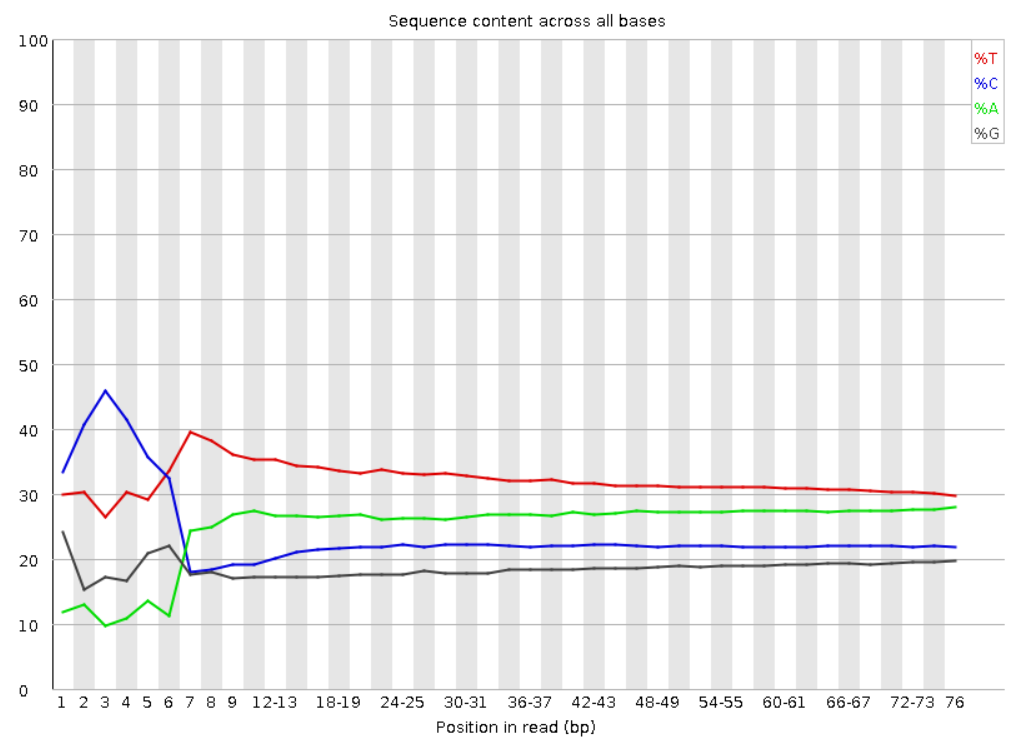 Sequence content across all bases
100
90
80
70
60
50
40
30
20
10
0
%T
%C
%A
%G
1 2 3 4 5 6 7 8 9 12-13 18-19 24-25 30-31 36-37 42-43 48-49 54-55 60-61 66-67 72-73 76
Position in read (bp)